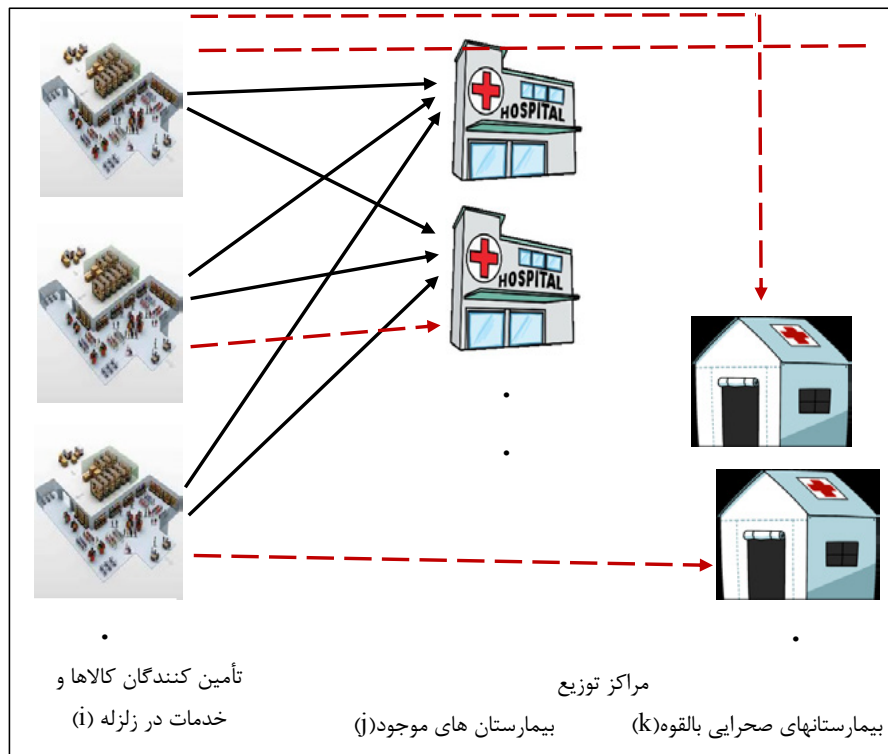 HOSPITAL
HOSPITAL
تأمین کنندگان کالاها و
خدمات در زلزله (i)
مراکز توزیع
بیمارستانهای صحرایی بالقوه(k)
بیمارستان های موجود(j)